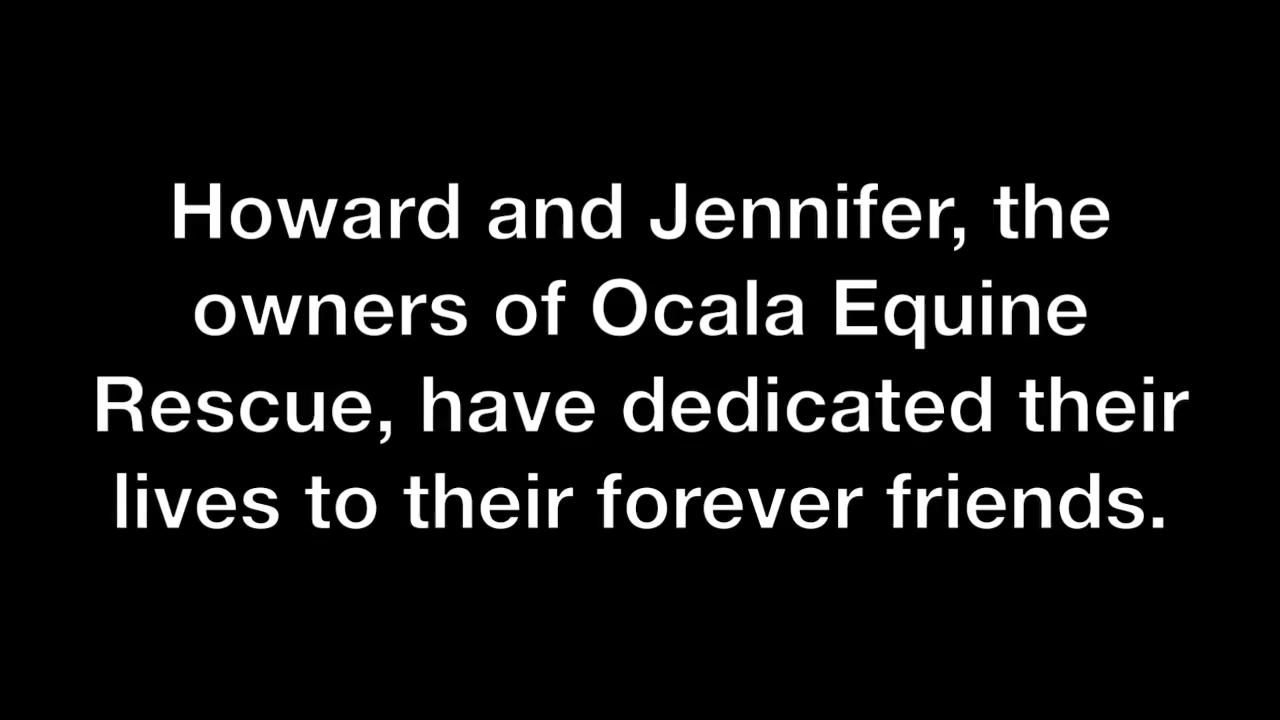 Howard and Jennifer, the
owners of Ocala Equine
Rescue, have dedicated their
lives to their forever friends.